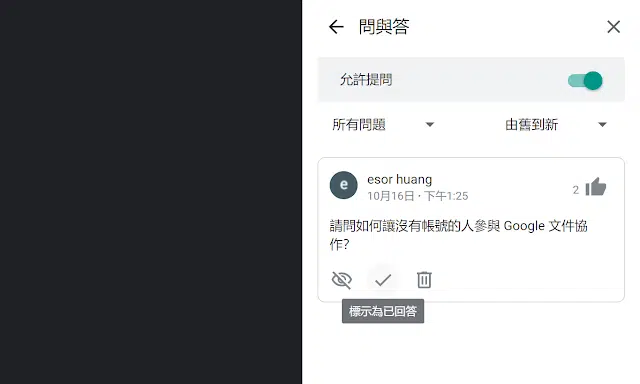 問與答
允許提問
所有問題
由舊到新
e
esor huang
10月16日 · 下午1:25
2
請問如何讓沒有帳號的人參與 Google 文件協
作?
標示為已回答